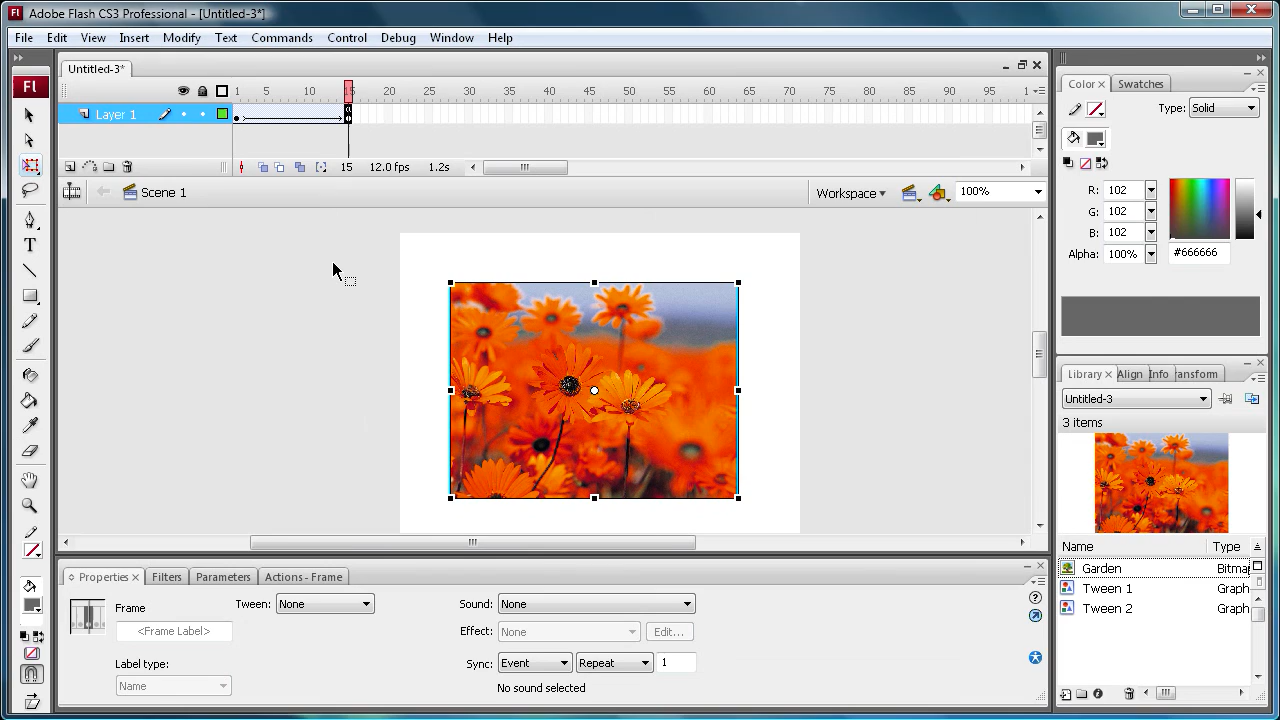 Fl Adobe Flash CS3 Professional - [Untitled-3*]
File Edit View Insert Modify Text Commands Control Debug Window Help
Untitled-3*
1 5 10 15 20 25 30 35 40 45 50 55 60 65 70 75 80 85 90 95 1
Layer 1
15 12.0 fps 1.2s
Scene 1
Workspace
100%
Fl
T
Color Swatches
Type: Solid
R: 102
G: 102
B: 102
Alpha: 100%
#666666
Library Align Info ransform
Untitled-3
3 items
Name Type
Garden Bitma
Tween 1 Graph
Tween 2 Graph
Properties Filters Parameters Actions - Frame
Frame
<Frame Label>
Label type:
Name
Tween: None
Sound: None
Effect: None Edit...
Sync: Event Repeat 1
No sound selected